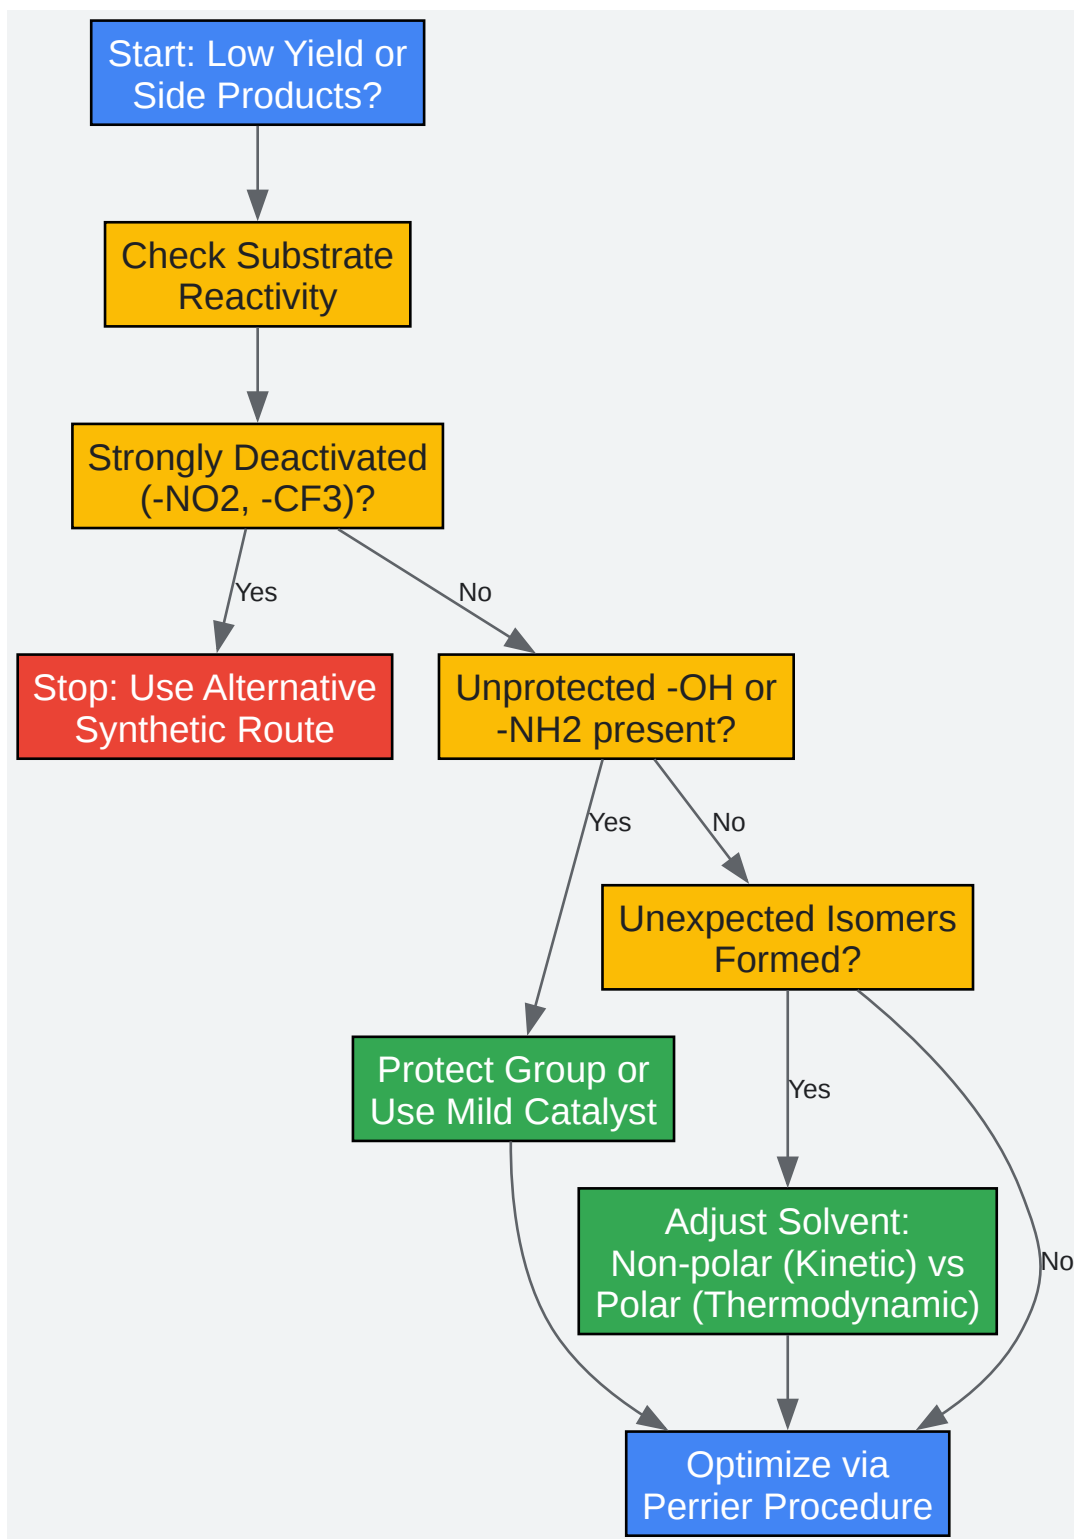 Start: Low Yield or
Side Products?
Check Substrate
Reactivity
Strongly Deactivated
(-NO2, -CF3)?
Yes
No
Stop: Use Alternative
Synthetic Route
Unprotected -OH or
-NH2 present?
Yes
No
Unexpected Isomers
Formed?
Protect Group or
Use Mild Catalyst
Yes
Adjust Solvent:
Non-polar (Kinetic) vs
Polar (Thermodynamic)
No
Optimize via
Perrier Procedure